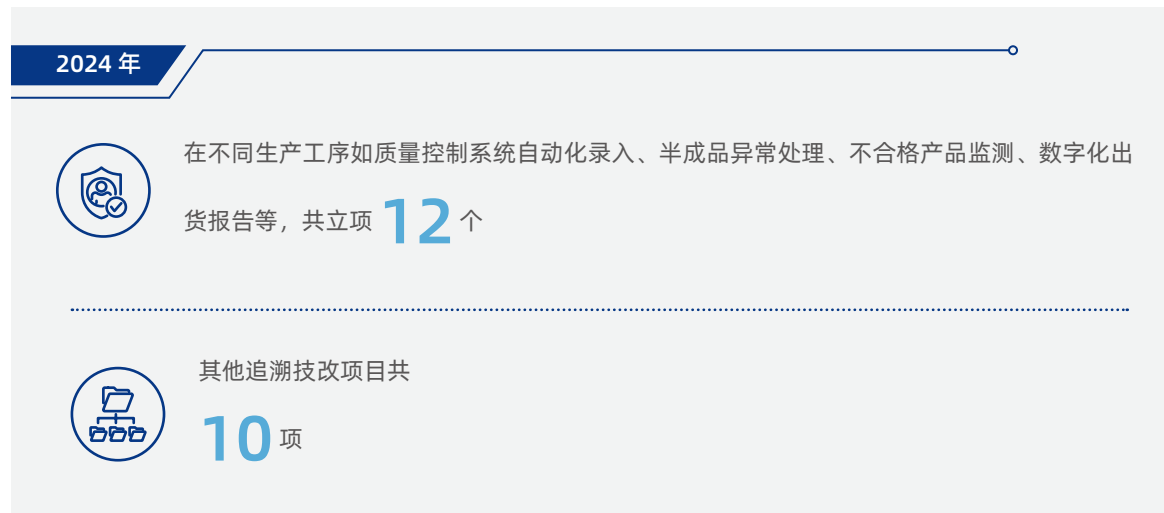 2024 年
在不同生产工序如质量控制系统自动化录入、半成品异常处理、不合格产品监测、数字化出
货报告等，共立项 12 个
其他追溯技改项目共
10 项